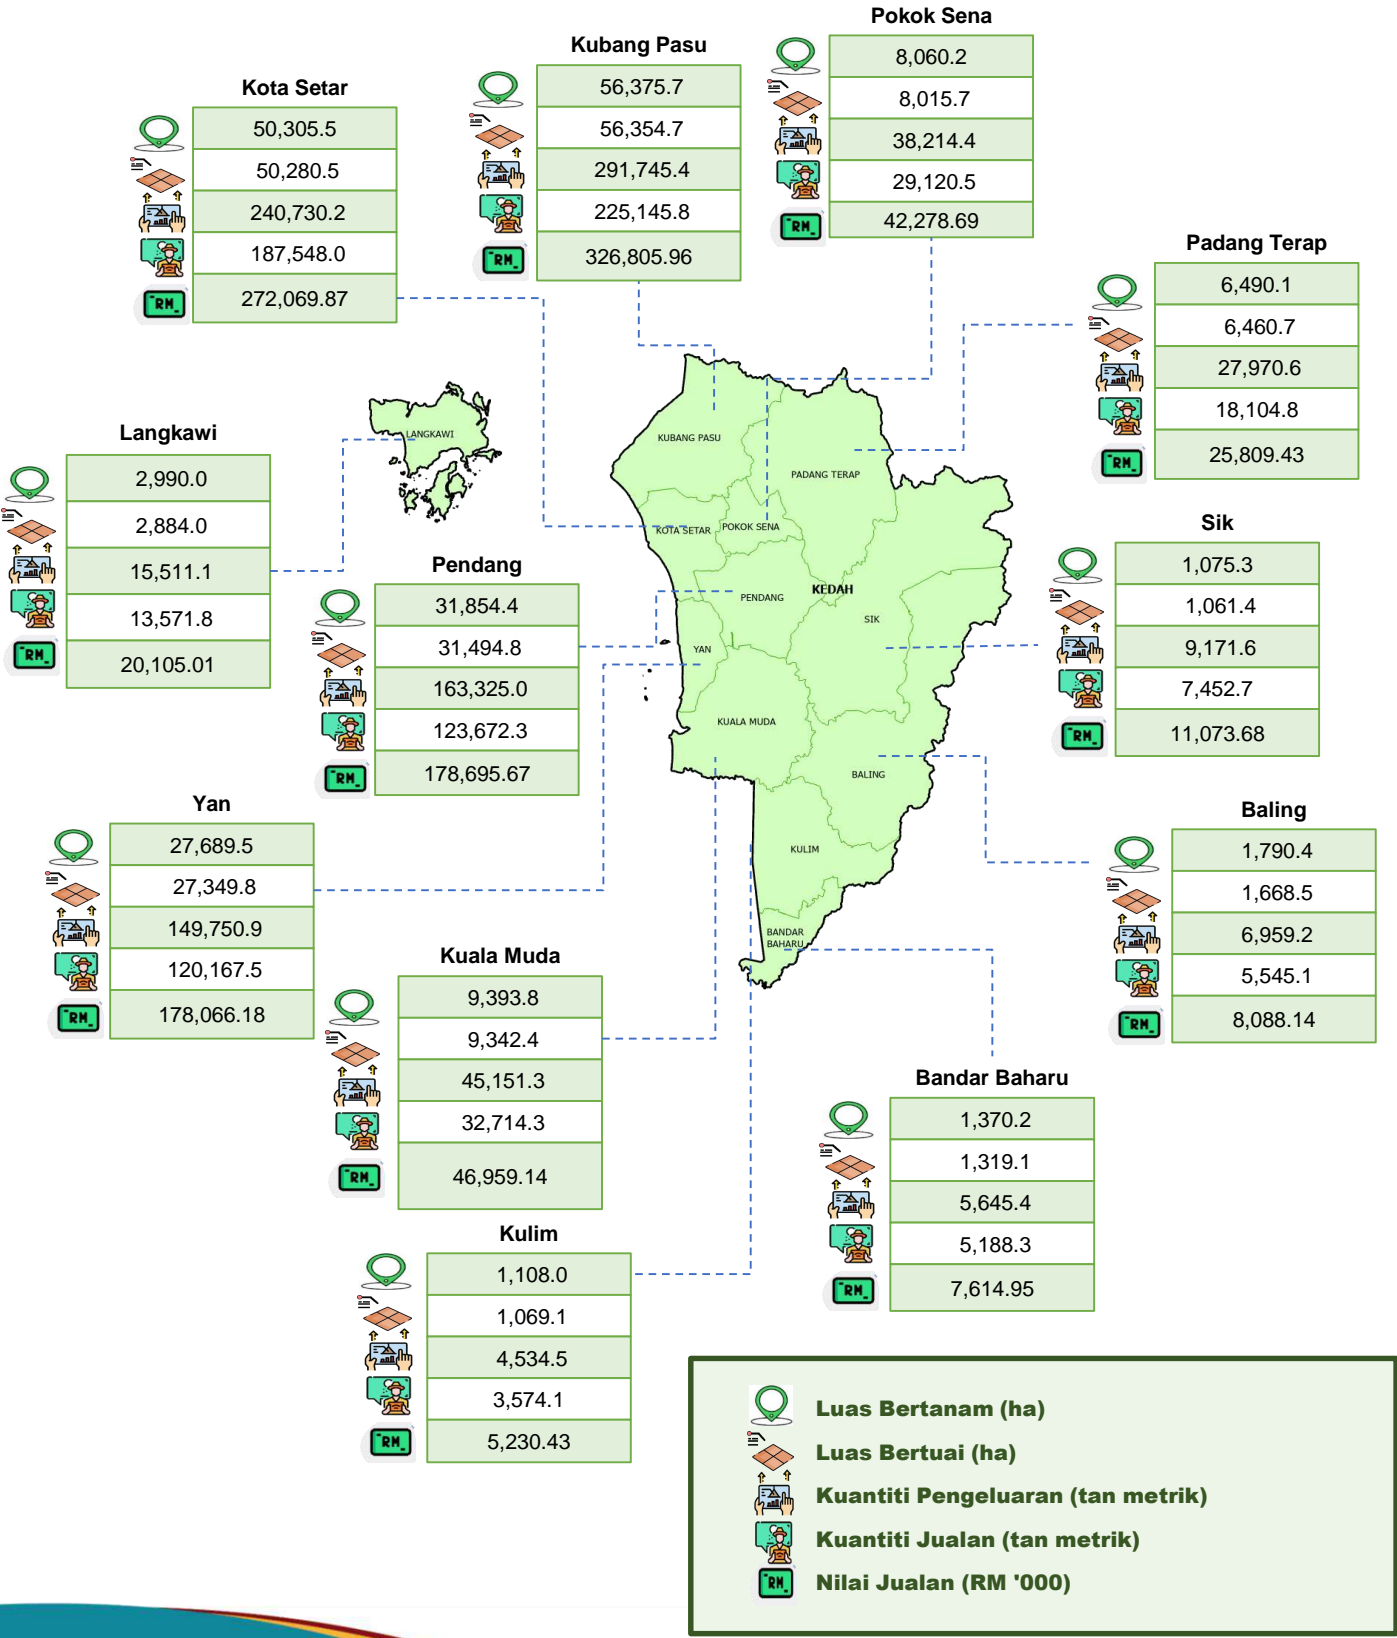 Pokok Sena
8,060.2
8,015.7
38,214.4
29,120.5
42,278.69
Kubang Pasu
56,375.7
56,354.7
291,745.4
225,145.8
326,805.96
Kota Setar
50,305.5
50,280.5
240,730.2
187,548.0
272,069.87
Padang Terap
6,490.1
6,460.7
27,970.6
18,104.8
25,809.43
Langkawi
2,990.0
2,884.0
15,511.1
13,571.8
20,105.01
LANGKAWI
KUBANG PASU
PADANG TERAP
KOTA SETAR
POKOK SENA
PENDANG
KEDAH
SIK
YAN
KUALA MUDA
BALING
KULIM
BANDAR
BAHARU
Sik
1,075.3
1,061.4
9,171.6
7,452.7
11,073.68
Pendang
31,854.4
31,494.8
163,325.0
123,672.3
178,695.67
Yan
27,689.5
27,349.8
149,750.9
120,167.5
178,066.18
Baling
1,790.4
1,668.5
6,959.2
5,545.1
8,088.14
Kuala Muda
9,393.8
9,342.4
45,151.3
32,714.3
46,959.14
Bandar Baharu
1,370.2
1,319.1
5,645.4
5,188.3
7,614.95
Kulim
1,108.0
1,069.1
4,534.5
3,574.1
5,230.43
Luas Bertanam (ha)
Luas Bertuai (ha)
Kuantiti Pengeluaran (tan metrik)
Kuantiti Jualan (tan metrik)
RM Nilai Jualan (RM '000)